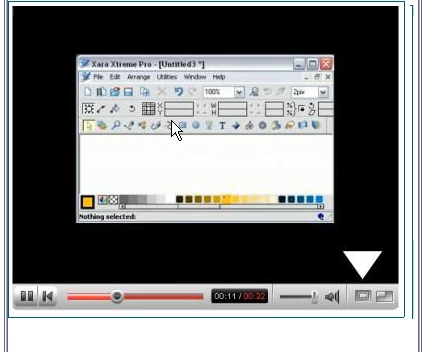 Xara Xtreme Pro - [Untitled3 *]
File Edit Arrange Utilities Window Help
100% 2pix
X
Y
W
H
Nothing selected:
00:11 / 00:32